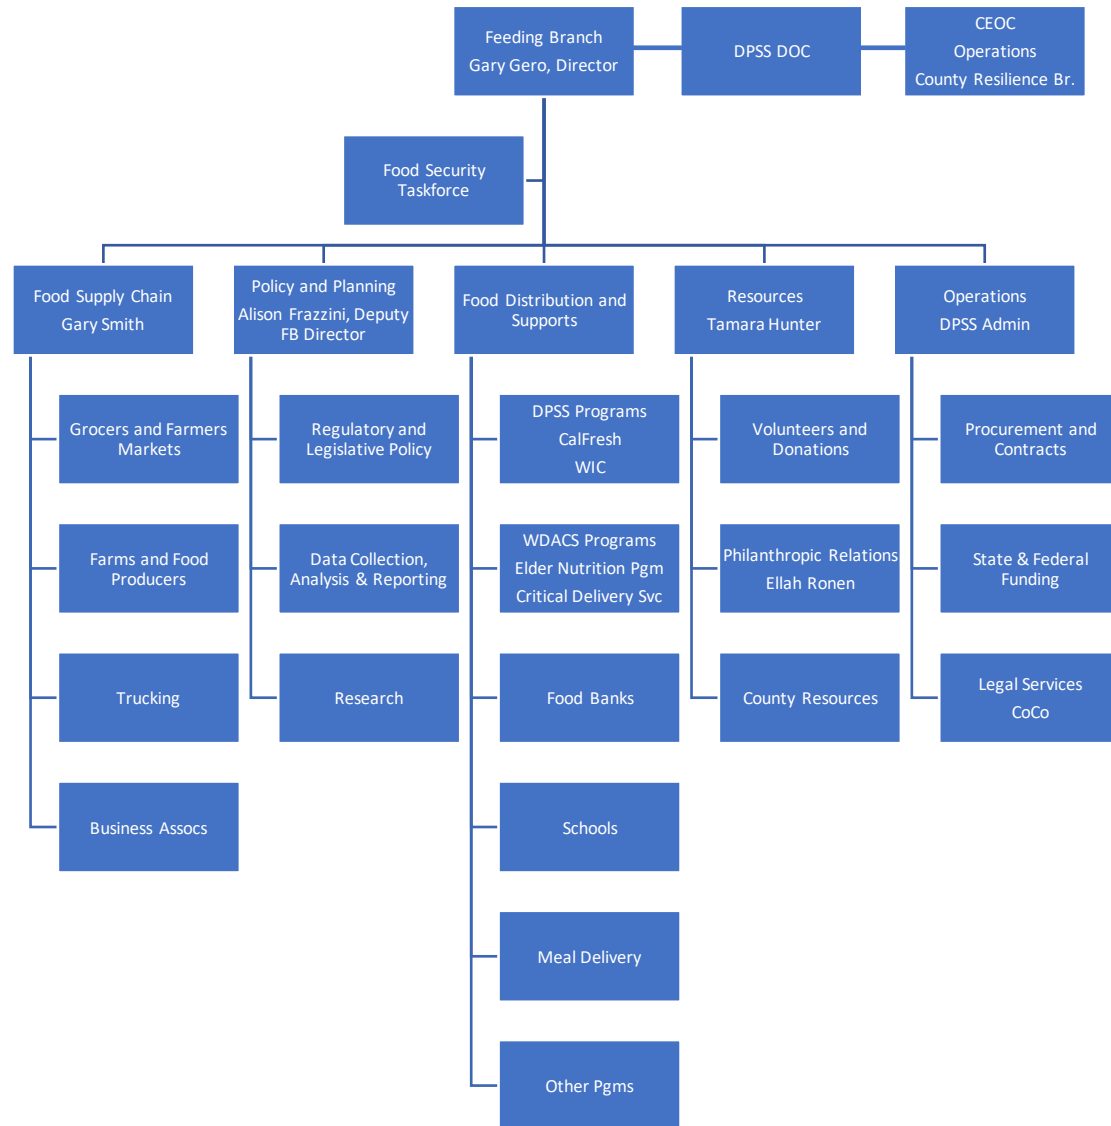 Feeding Branch
Gary Gero, Director
DPSS DOC
CEOC
Operations
County Resilience Br.
Food Security
Taskforce
Food Supply Chain
Gary Smith
Policy and Planning
Alison Frazzini, Deputy
FB Director
Food Distribution and
Supports
Resources
Tamara Hunter
Operations
DPSS Admin
Grocers and Farmers
Markets
Farms and Food
Producers
Trucking
Business Assocs
Regulatory and
Legislative Policy
Data Collection,
Analysis & Reporting
Research
DPSS Programs
CalFresh
WIC
WDACS Programs
Elder Nutrition Pgm
Critical Delivery Svc
Food Banks
Schools
Meal Delivery
Other Pgms
Volunteers and
Donations
Philanthropic Relations
Ellah Ronen
County Resources
Procurement and
Contracts
State & Federal
Funding
Legal Services
CoCo